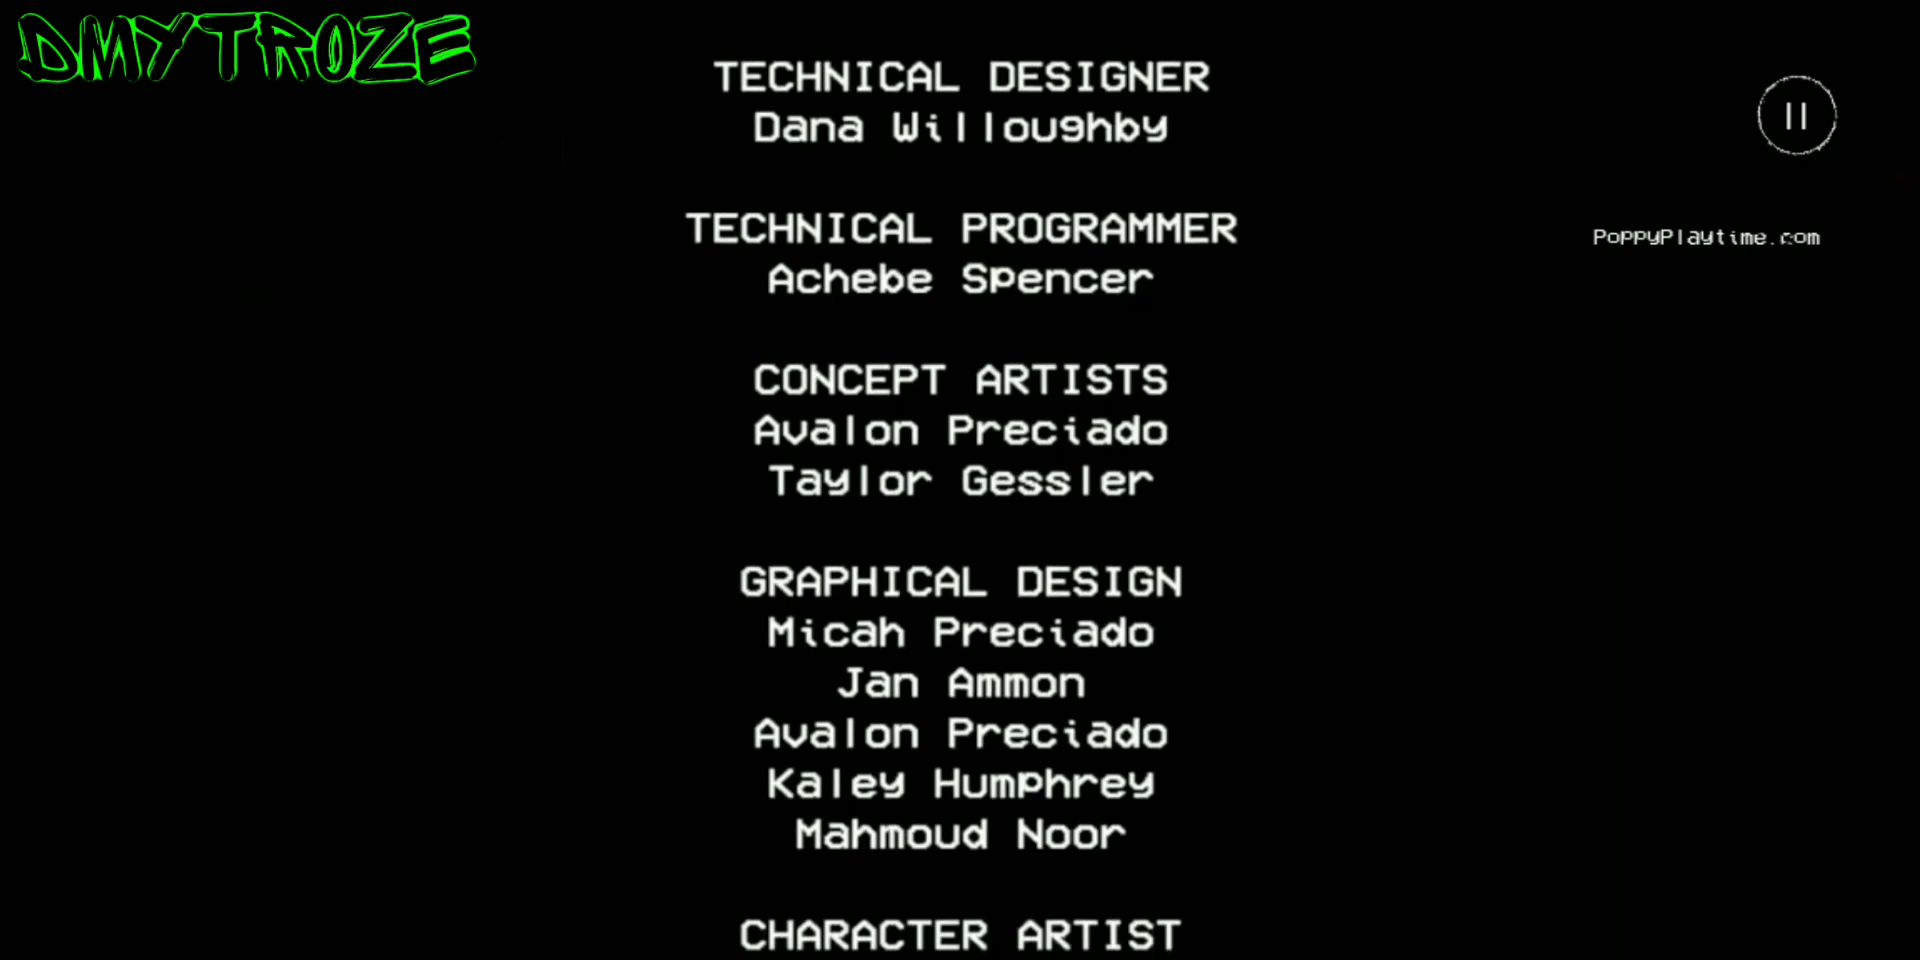 DMYTROZE
TECHNICAL DESIGNER
Dana Willoughby
TECHNICAL PROGRAMMER
PoppyPlaytime.com
Achebe Spencer
CONCEPT ARTISTS
Avalon Preciado
Taylor Gessler
GRAPHICAL DESIGN
Micah Preciado
Jan Ammon
Avalon Preciado
Kaley Humphrey
Mahmoud Noor
CHARACTER ARTIST